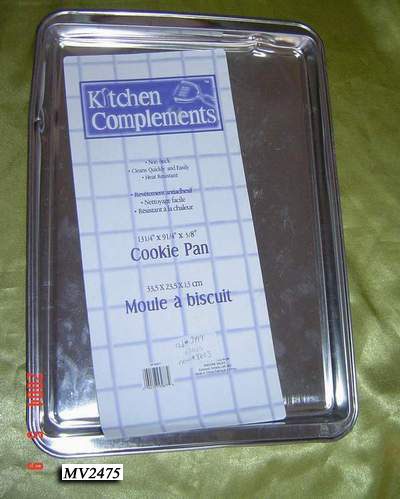 Kitchen
Complements
• Non stick
• Cleans Quickly and Easily
• Heat Resistant
• Revêtement antiadhésif
• Nettoyage facile
• Résistant à la chaleur
13 1/4" x 9 1/4" x 3/8"
Cookie Pan
33,5 X 23,5 X 1,5 cm
Moule à biscuit
MV2475